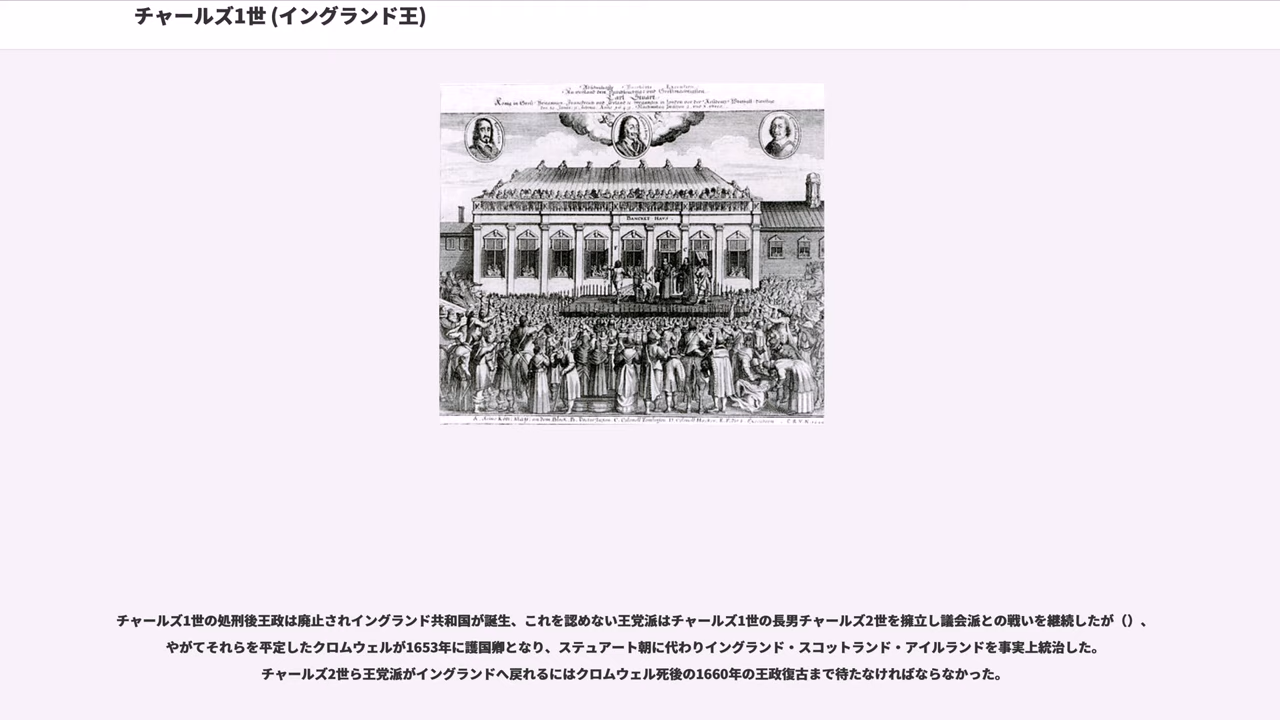 チャールズ1世 (イングランド王)
Carl Stuart
BANCKET HAUS.
チャールズ1世の処刑後王政は廃止されイングランド共和国が誕生、これを認めない王党派はチャールズ1世の長男チャールズ2世を擁立し議会派との戦いを継続したが（）、
やがてそれらを平定したクロムウェルが1653年に護国卿となり、ステュアート朝に代わりイングランド・スコットランド・アイルランドを事実上統治した。
チャールズ2世ら王党派がイングランドへ戻れるにはクロムウェル死後の1660年の王政復古まで待たなければならなかった。